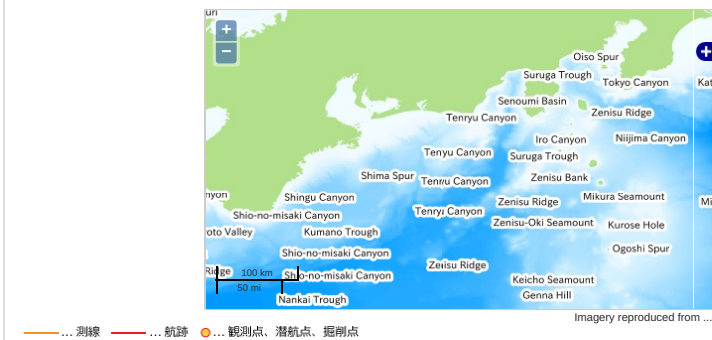 uri
+
−
Oiso Spur
Suruga Trough
Tokyo Canyon
Kat
Senoumi Basin
Zenisu Ridge
Tenryu Canyon
Iro Canyon
Niijima Canyon
Tenyu Canyon
Suruga Trough
Shima Spur
Tenryu Canyon
Zenisu Bank
nyon
Shingu Canyon
Zenisu Ridge
Mikura Seamount
Mi
Shio-no-misaki Canyon
Tenryu Canyon
Zenisu-Oki Seamount
Kurose Hole
oto Valley
Kumano Trough
Ogoshi Spur
Shio-no-misaki Canyon
Zenisu Ridge
Ridge
100 km
Shio-no-misaki Canyon
Keicho Seamount
50 mi
Nankai Trough
Genna Hill
Imagery reproduced from ...
... 測線 ... 航跡 ... 観測点、潜航点、掘削点